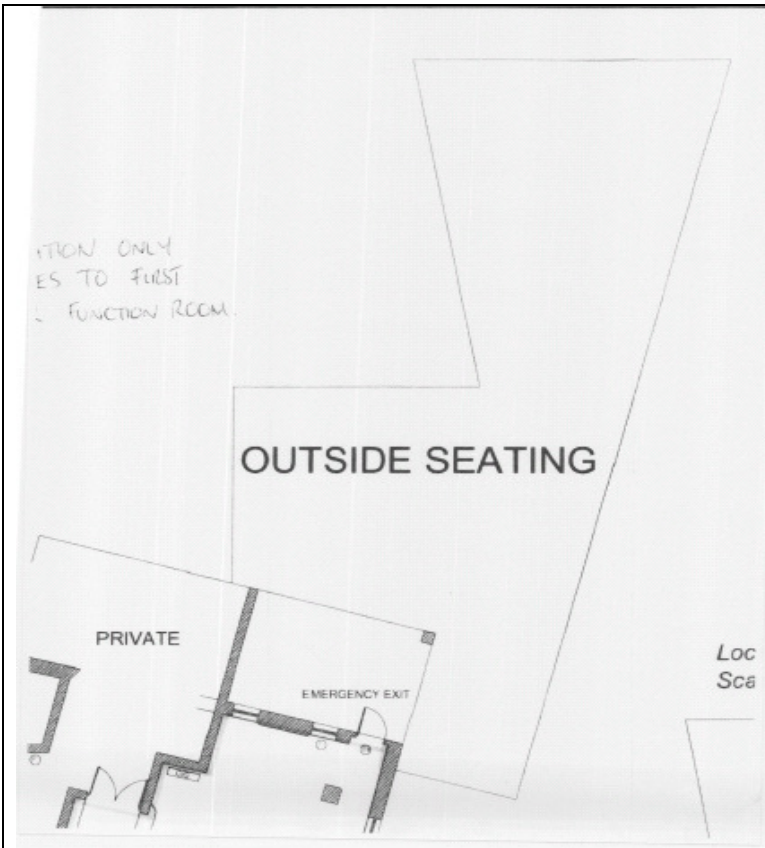 ITION ONLY
ES TO FIRST
L FUNCTION ROOM.
OUTSIDE SEATING
PRIVATE
EMERGENCY EXIT
Loc
Sca